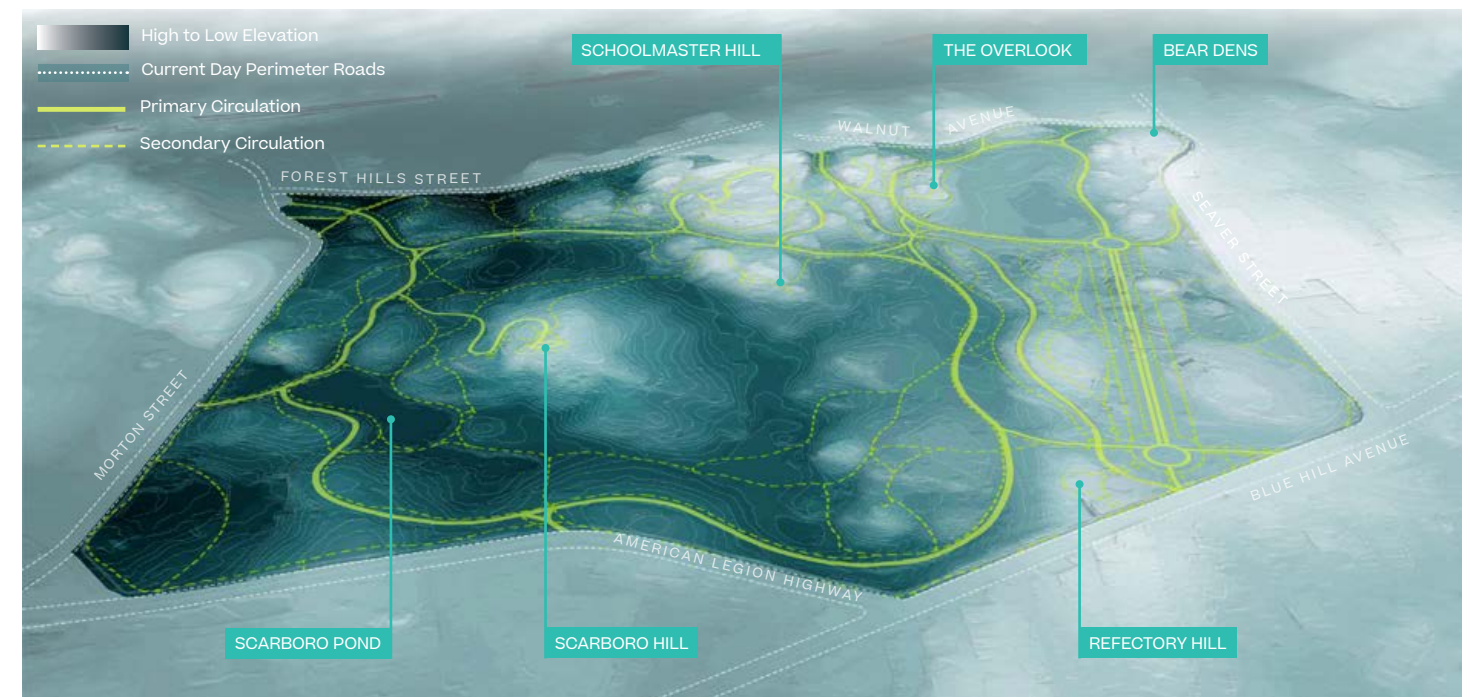 High to Low Elevation
Current Day Perimeter Roads
Primary Circulation
Secondary Circulation
SCHOOLMASTER HILL
THE OVERLOOK
BEAR DENS
WALNUT AVENUE
FOREST HILLS STREET
SEAVER STREET
MORTON STREET
BLUE HILL AVENUE
AMERICAN LEGION HIGHWAY
SCARBORO POND
SCARBORO HILL
REFECTORY HILL